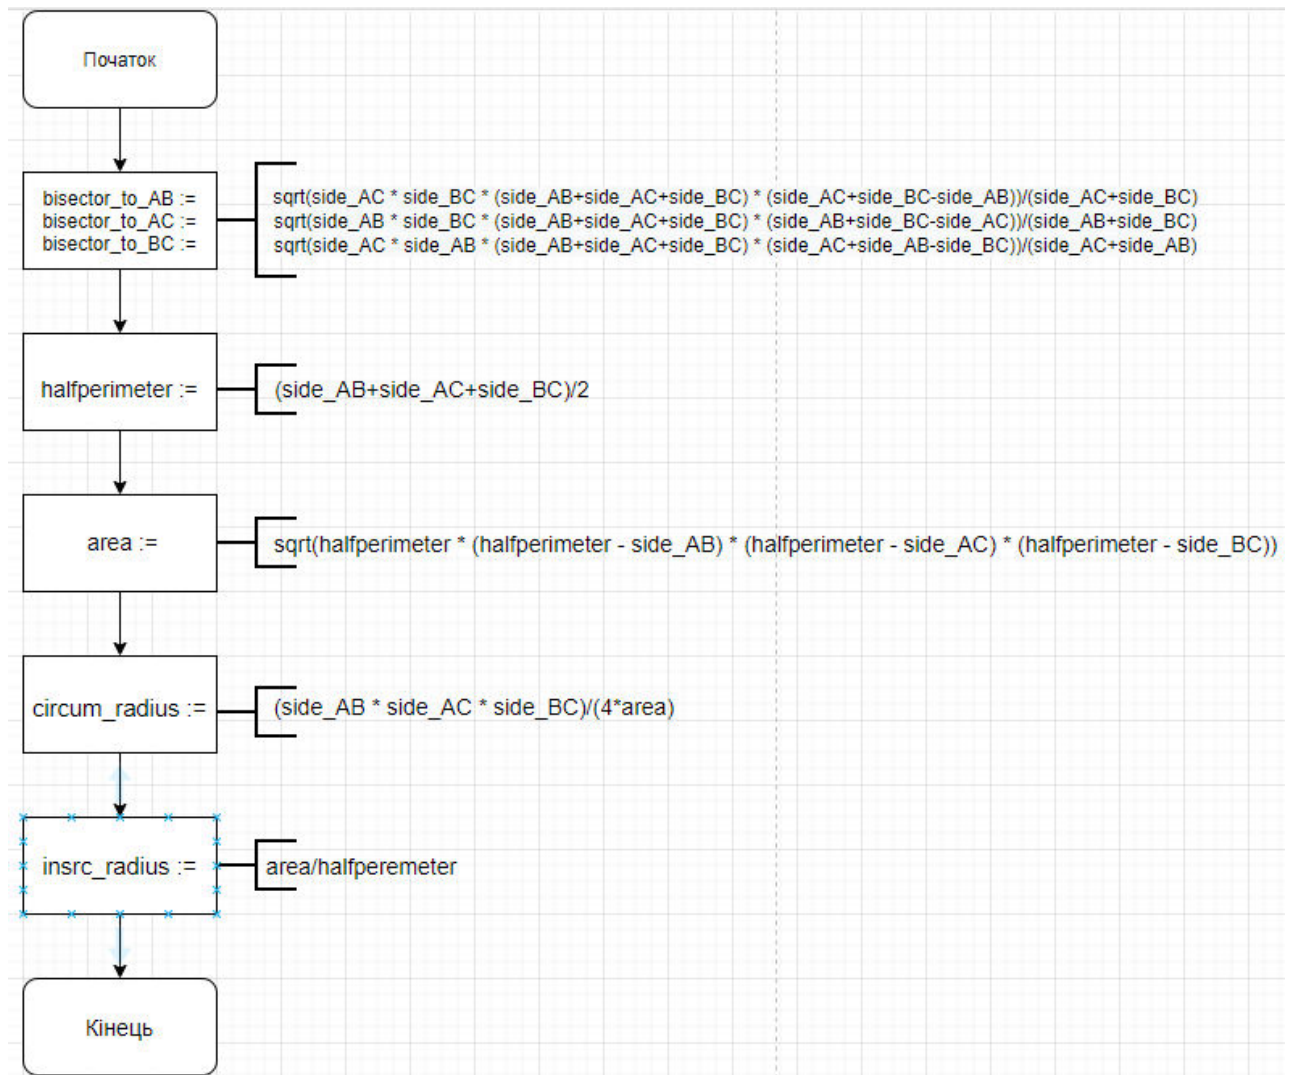 Початок
bisector_to_AB :=
bisector_to_AC :=
bisector_to_BC :=
sqrt(side_AC * side_BC * (side_AB+side_AC+side_BC) * (side_AC+side_BC-side_AB))/(side_AC+side_BC)
sqrt(side_AB * side_BC * (side_AB+side_AC+side_BC) * (side_AB+side_BC-side_AC))/(side_AB+side_BC)
sqrt(side_AC * side_AB * (side_AB+side_AC+side_BC) * (side_AC+side_AB-side_BC))/(side_AC+side_AB)
halfperimeter :=
(side_AB+side_AC+side_BC)/2
area :=
sqrt(halfperimeter * (halfperimeter - side_AB) * (halfperimeter - side_AC) * (halfperimeter - side_BC))
circum_radius :=
(side_AB * side_AC * side_BC)/(4*area)
insrc_radius :=
area/halfperemeter
Кінець